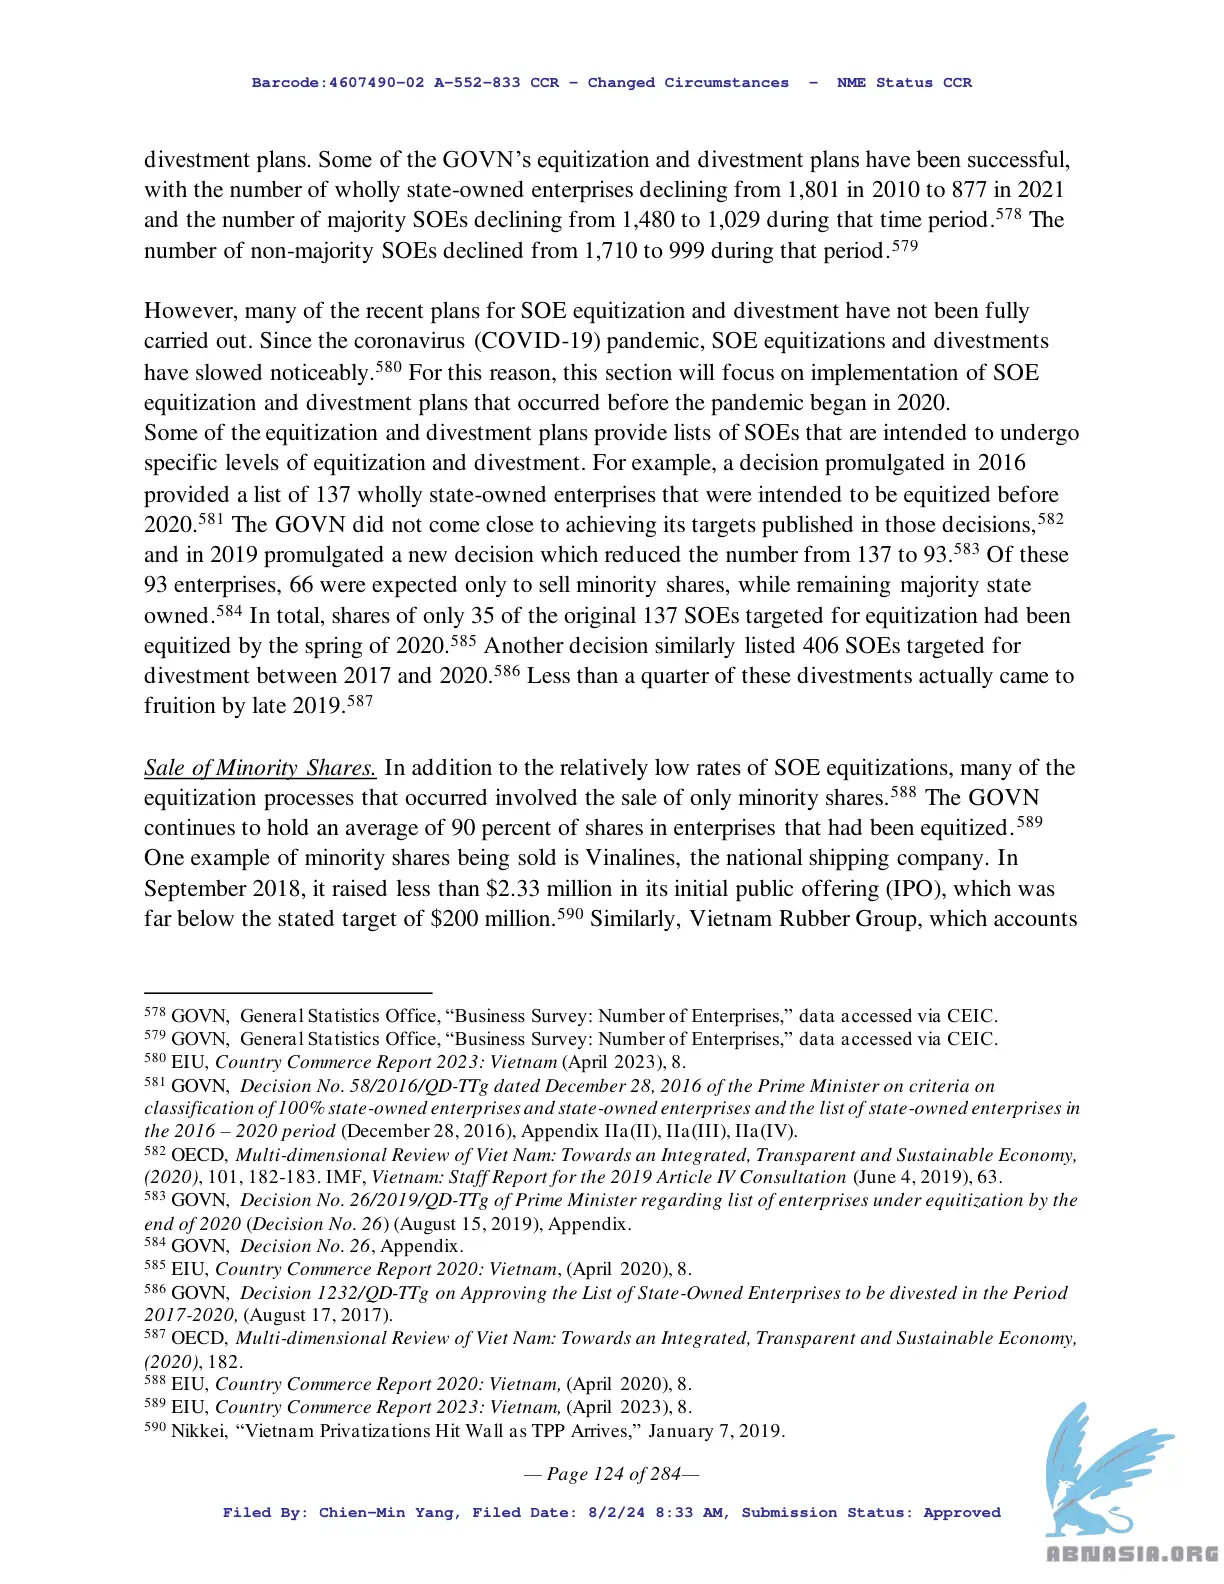 Barcode:4607490-02 A-552-833 CCR - Changed Circumstances - NME Status CCR
divestment plans. Some of the GOVN’s equitization and divestment plans have been successful,
with the number of wholly state-owned enterprises declining from 1,801 in 2010 to 877 in 2021
and the number of majority SOEs declining from 1,480 to 1,029 during that time period.578 The
number of non-majority SOEs declined from 1,710 to 999 during that period.579
However, many of the recent plans for SOE equitization and divestment have not been fully
carried out. Since the coronavirus (COVID-19) pandemic, SOE equitizations and divestments
have slowed noticeably.580 For this reason, this section will focus on implementation of SOE
equitization and divestment plans that occurred before the pandemic began in 2020.
Some of the equitization and divestment plans provide lists of SOEs that are intended to undergo
specific levels of equitization and divestment. For example, a decision promulgated in 2016
provided a list of 137 wholly state-owned enterprises that were intended to be equitized before
2020.581 The GOVN did not come close to achieving its targets published in those decisions,582
and in 2019 promulgated a new decision which reduced the number from 137 to 93.583 Of these
93 enterprises, 66 were expected only to sell minority shares, while remaining majority state
owned.584 In total, shares of only 35 of the original 137 SOEs targeted for equitization had been
equitized by the spring of 2020.585 Another decision similarly listed 406 SOEs targeted for
divestment between 2017 and 2020.586 Less than a quarter of these divestments actually came to
fruition by late 2019.587
Sale of Minority Shares. In addition to the relatively low rates of SOE equitizations, many of the
equitization processes that occurred involved the sale of only minority shares.588 The GOVN
continues to hold an average of 90 percent of shares in enterprises that had been equitized.589
One example of minority shares being sold is Vinalines, the national shipping company. In
September 2018, it raised less than $2.33 million in its initial public offering (IPO), which was
far below the stated target of $200 million.590 Similarly, Vietnam Rubber Group, which accounts
578 GOVN, General Statistics Office, “Business Survey: Number of Enterprises,” data accessed via CEIC.
579 GOVN, General Statistics Office, “Business Survey: Number of Enterprises,” data accessed via CEIC.
580 EIU, Country Commerce Report 2023: Vietnam (April 2023), 8.
581 GOVN, Decision No. 58/2016/QD-TTg dated December 28, 2016 of the Prime Minister on criteria on
classification of 100% state-owned enterprises and state-owned enterprises and the list of state-owned enterprises in
the 2016 – 2020 period (December 28, 2016), Appendix IIa(II), IIa(III), IIa(IV).
582 OECD, Multi-dimensional Review of Viet Nam: Towards an Integrated, Transparent and Sustainable Economy,
(2020), 101, 182-183. IMF, Vietnam: Staff Report for the 2019 Article IV Consultation (June 4, 2019), 63.
583 GOVN, Decision No. 26/2019/QD-TTg of Prime Minister regarding list of enterprises under equitization by the
end of 2020 (Decision No. 26) (August 15, 2019), Appendix.
584 GOVN, Decision No. 26, Appendix.
585 EIU, Country Commerce Report 2020: Vietnam, (April 2020), 8.
586 GOVN, Decision 1232/QD-TTg on Approving the List of State-Owned Enterprises to be divested in the Period
2017-2020, (August 17, 2017).
587 OECD, Multi-dimensional Review of Viet Nam: Towards an Integrated, Transparent and Sustainable Economy,
(2020), 182.
588 EIU, Country Commerce Report 2020: Vietnam, (April 2020), 8.
589 EIU, Country Commerce Report 2023: Vietnam, (April 2023), 8.
590 Nikkei, “Vietnam Privatizations Hit Wall as TPP Arrives,” January 7, 2019.
— Page 124 of 284—
Filed By: Chien-Min Yang, Filed Date: 8/2/24 8:33 AM, Submission Status: Approved
ABNASIA.ORG